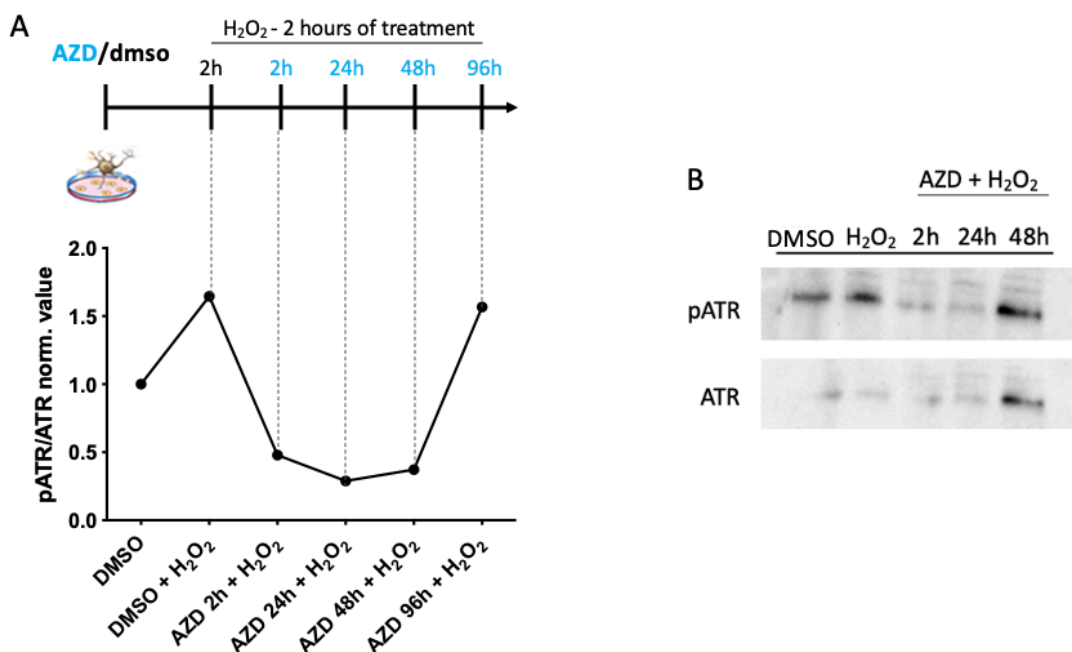 A
H₂O₂ - 2 hours of treatment
AZD/dmso
2h 2h 24h 48h 96h
pATR/ATR norm. value
2.0
1.5
1.0
0.5
0.0
DMSO
DMSO + H₂O₂
AZD 2h + H₂O₂
AZD 24h + H₂O₂
AZD 48h + H₂O₂
AZD 96h + H₂O₂
B
AZD + H₂O₂
DMSO H₂O₂ 2h 24h 48h
pATR
ATR